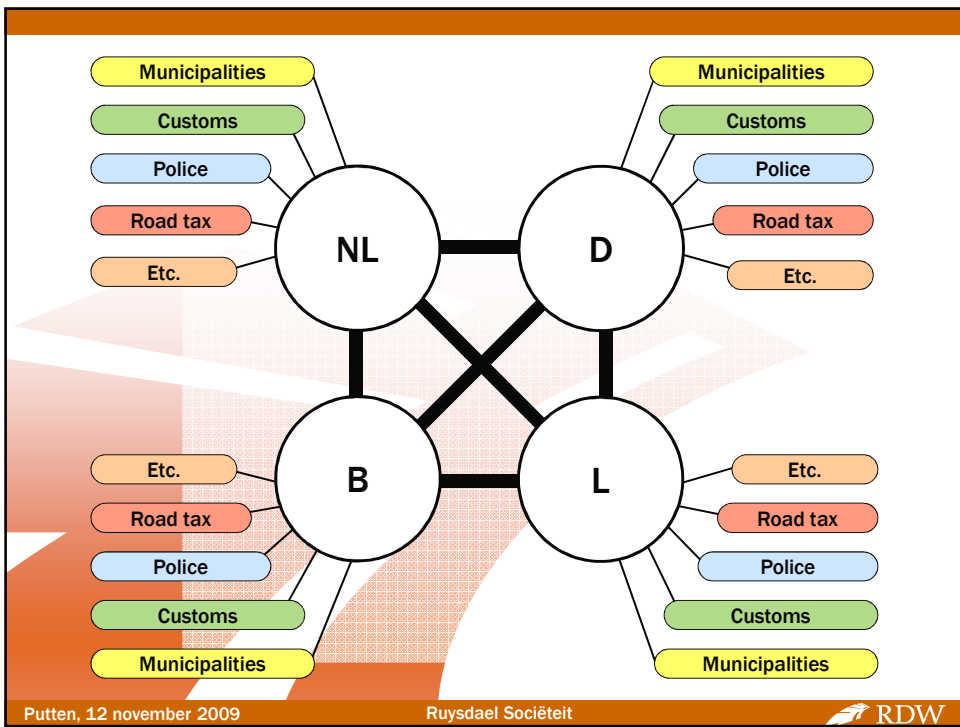 Municipalities
Customs
Police
Road tax
Etc.
Municipalities
Customs
Police
Road tax
Etc.
NL
D
B
L
Etc.
Road tax
Police
Customs
Municipalities
Etc.
Road tax
Police
Customs
Municipalities
Putten, 12 november 2009
Ruysdael Sociëteit
RDW